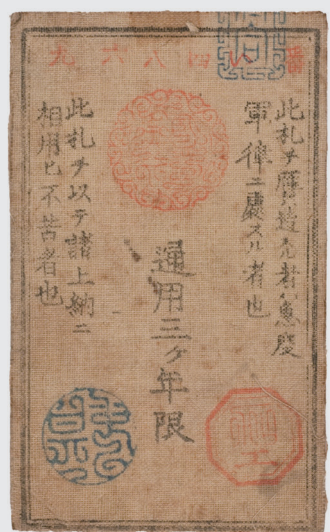 此札ヲ贋造スル者ハ急度
軍律ニ處スル者也
通用三ヶ年限
此札ヲ以テ諸上納ニ
相用ヒ不苦者也